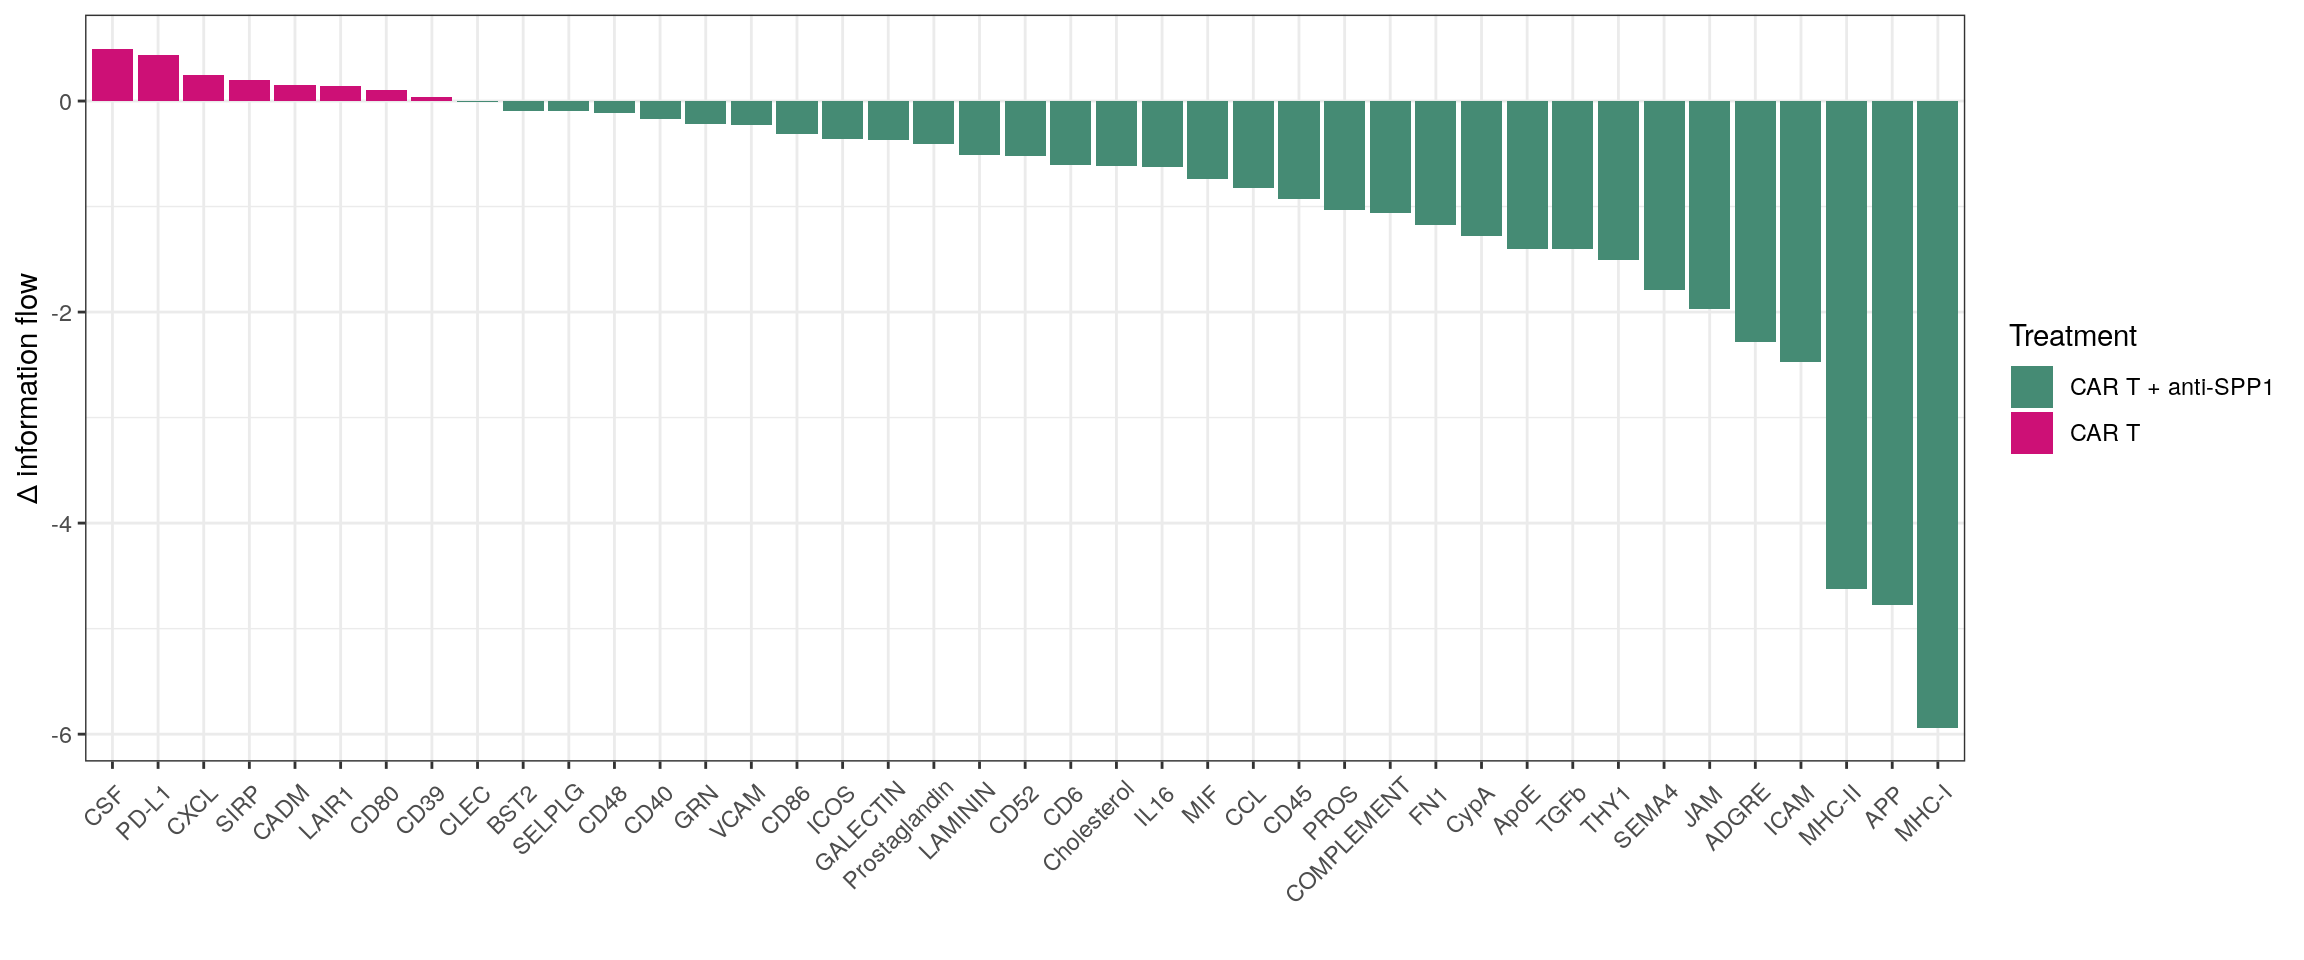 Δ information flow
0
-2
-4
-6
CSF
PD-L1
CXCL
SIRP
CADM
LAIR1
CD80
CD39
CLEC
BST2
SELPLG
CD48
CD40
GRN
VCAM
CD86
ICOS
GALECTIN
Prostaglandin
LAMININ
CD52
CD6
Cholesterol
IL16
MIF
CCL
CD45
PROS
COMPLEMENT
FN1
CypA
ApoE
TGFb
THY1
SEMA4
JAM
ADGRE
ICAM
MHC-II
APP
MHC-I
Treatment
CAR T + anti-SPP1
CAR T